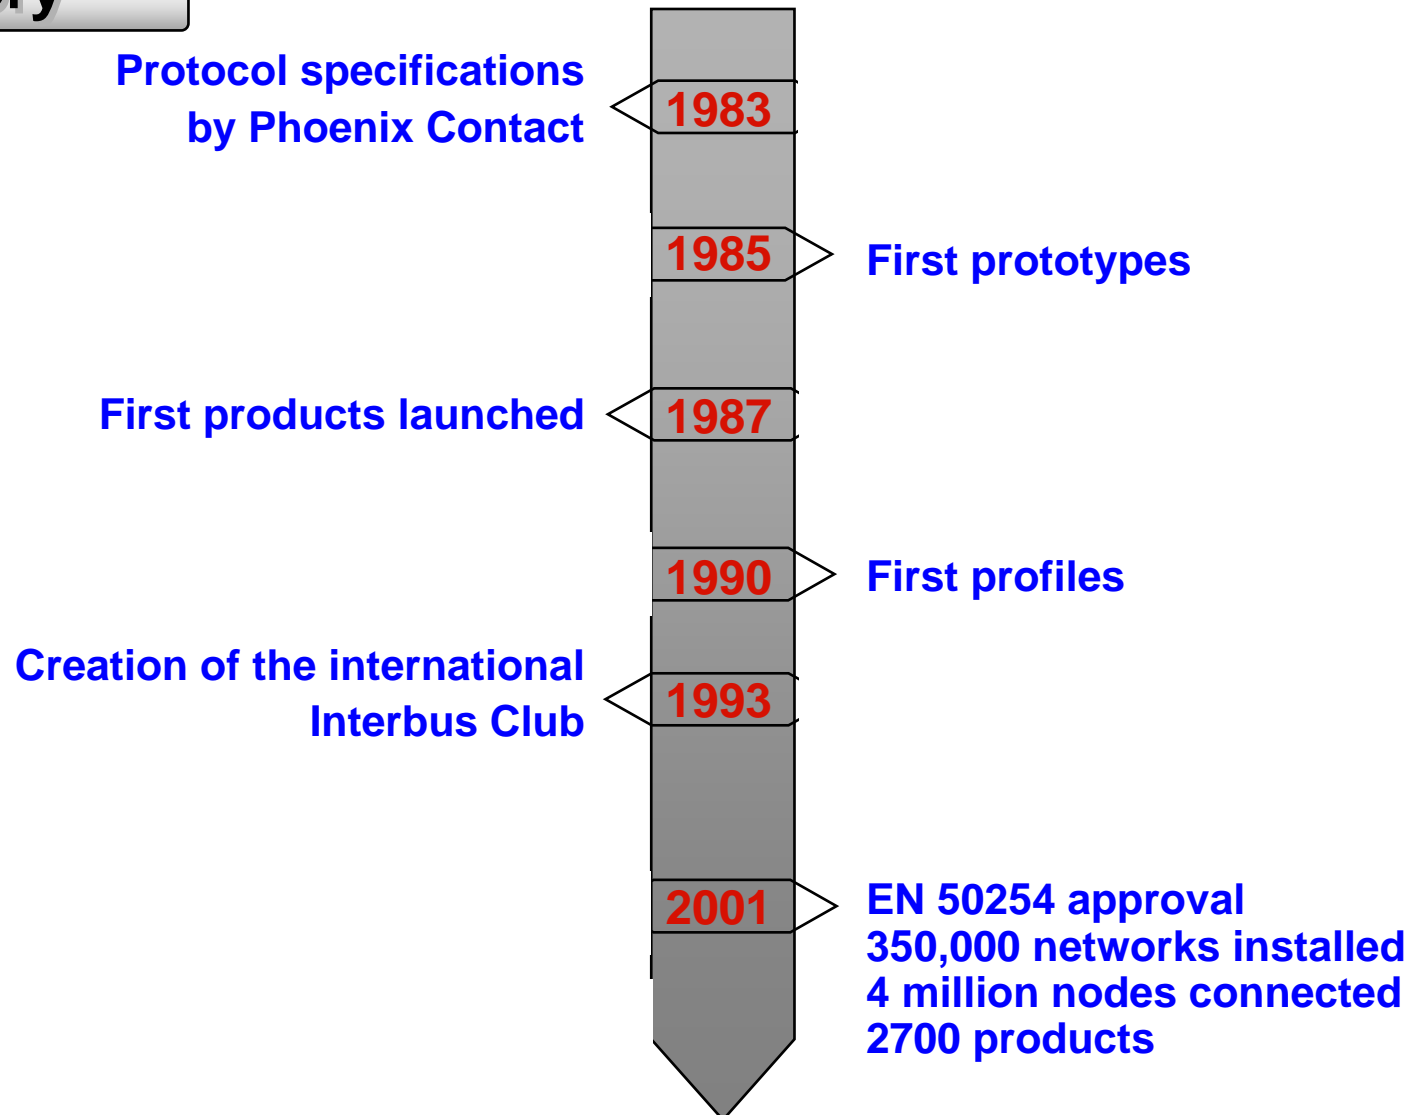 Protocol specifications
by Phoenix Contact
1983
1985
First prototypes
First products launched
1987
1990
First profiles
Creation of the international
Interbus Club
1993
2001
EN 50254 approval
350,000 networks installed
4 million nodes connected
2700 products